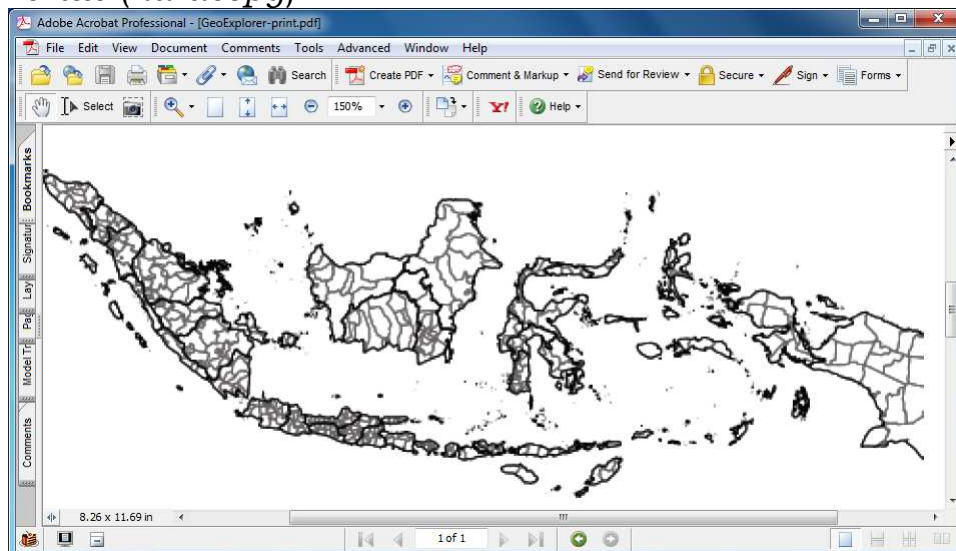 Adobe Acrobat Professional - [GeoExplorer-print.pdf]
File Edit View Document Comments Tools Advanced Window Help
Search Create PDF Comment & Markup Send for Review Secure Sign Forms
Select 150% Y! Help
Bookmarks
Signatur
Lay
Pag
Model Tr
Comments
8.26 x 11.69 in
1 of 1